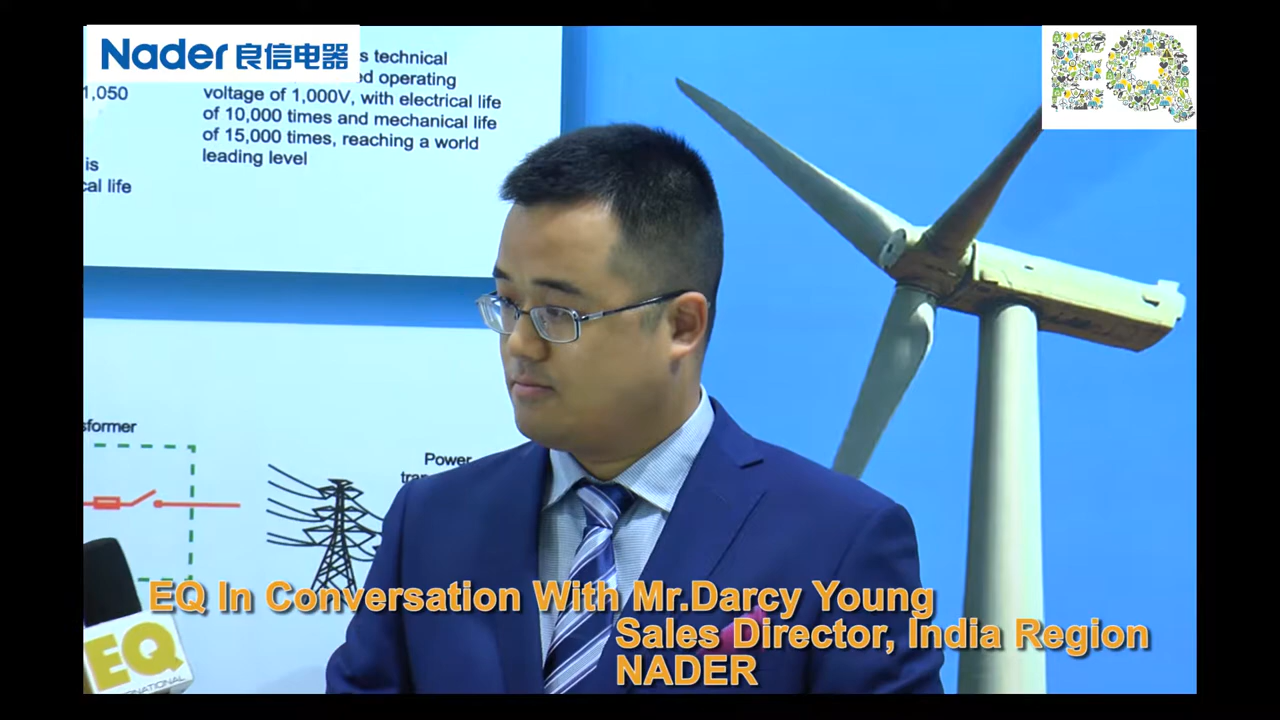 Nader 良信电器
s technical
ed operating
voltage of 1,000V, with electrical life
of 10,000 times and mechanical life
of 15,000 times, reaching a world
leading level
1,050
is
cal life
EQ
sformer
Power
EQ
EQ In Conversation With Mr.Darcy Young
Sales Director, India Region
NADER